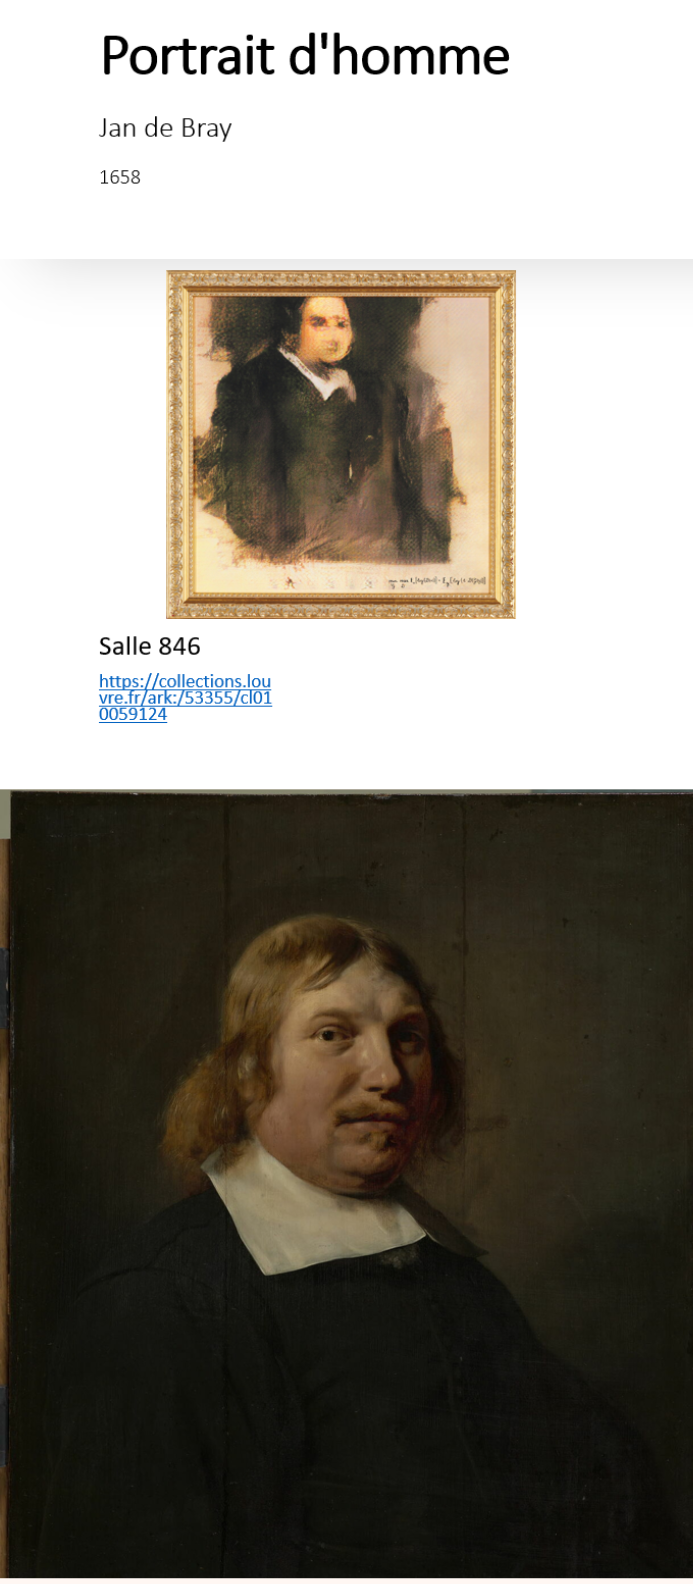 Portrait d'homme
Jan de Bray
1658
Salle 846
https://collections.lou
vre.fr/ark:/53355/cl01
0059124